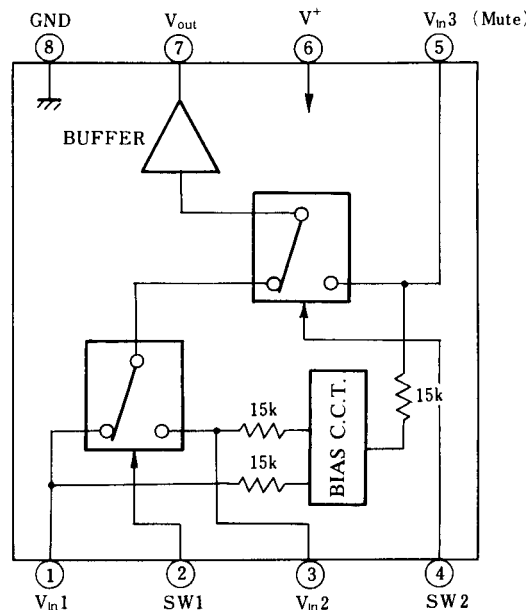 GND Vout V+ Vin3 (Mute)
8 7 6 5
BUFFER
15k
15k
15k
BIAS C.C.T.
1 2 3 4
Vin1 SW1 Vin2 SW2